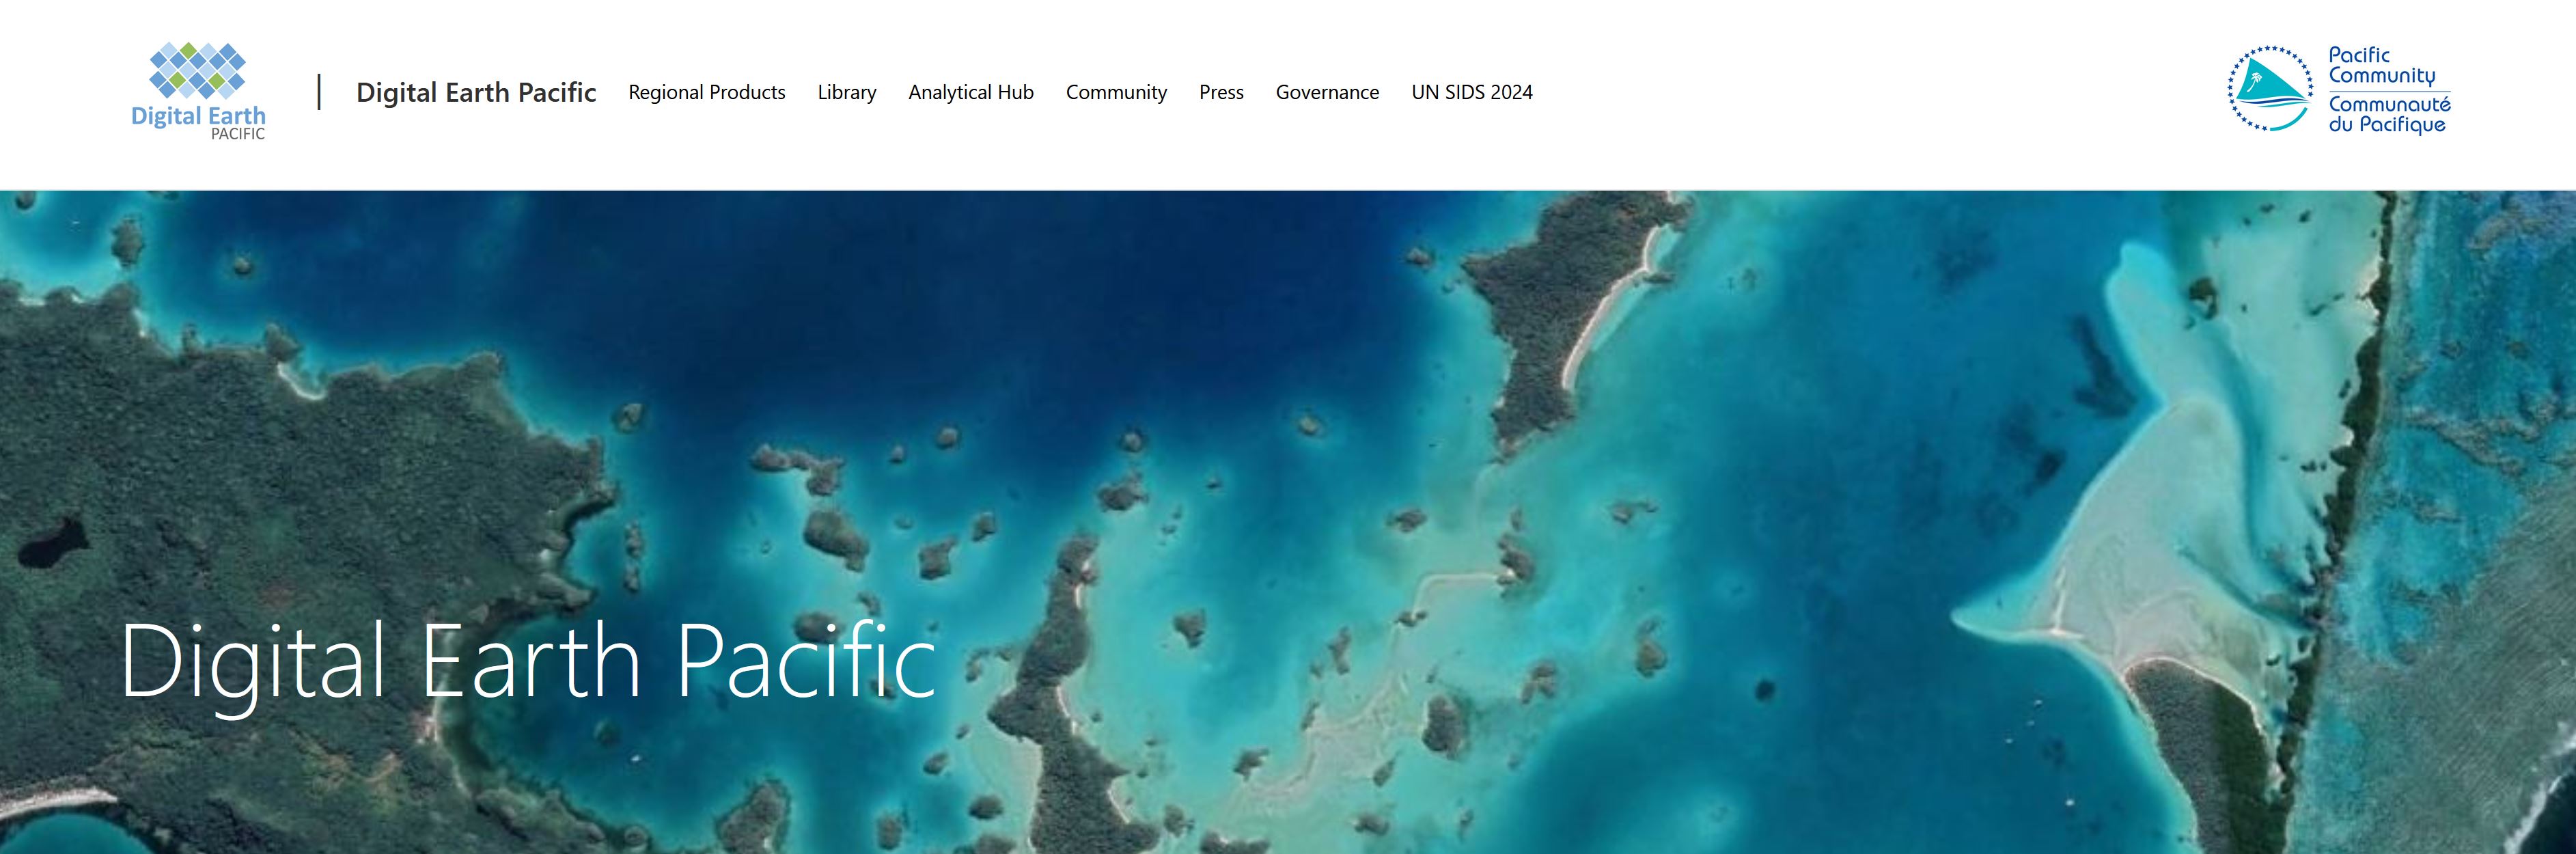 Digital Earth
PACIFIC
Digital Earth Pacific Regional Products Library Analytical Hub Community Press Governance UN SIDS 2024
Pacific
Community
Communauté
du Pacifique
Digital Earth Pacific